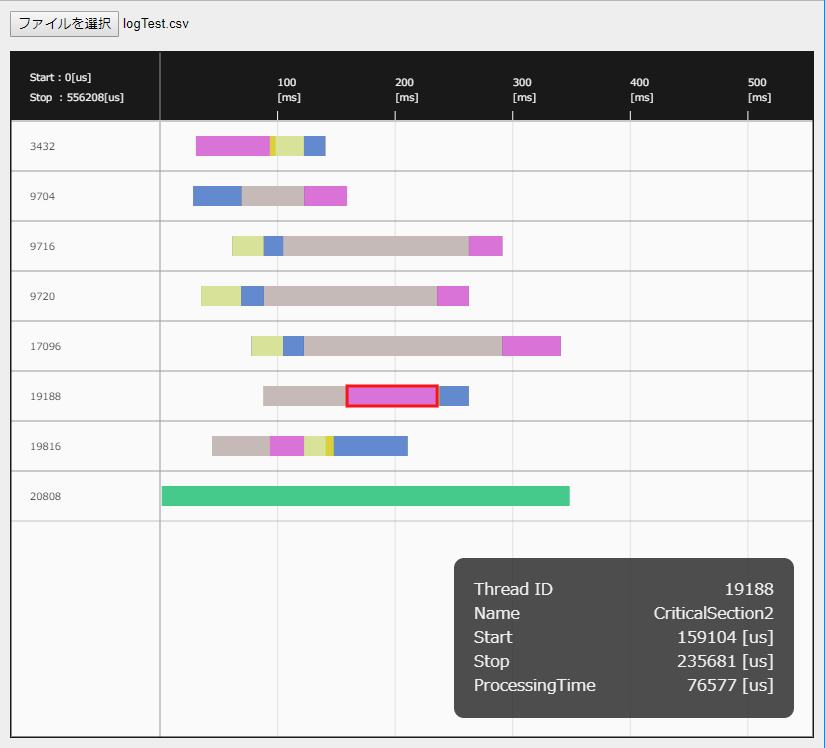 ファイルを選択 logTest.csv
Start : 0[us]
Stop : 556208[us]
100 200 300 400 500
[ms] [ms] [ms] [ms] [ms]
3432
9704
9716
9720
17096
19188
19816
20808
Thread ID 19188
Name CriticalSection2
Start 159104 [us]
Stop 235681 [us]
ProcessingTime 76577 [us]